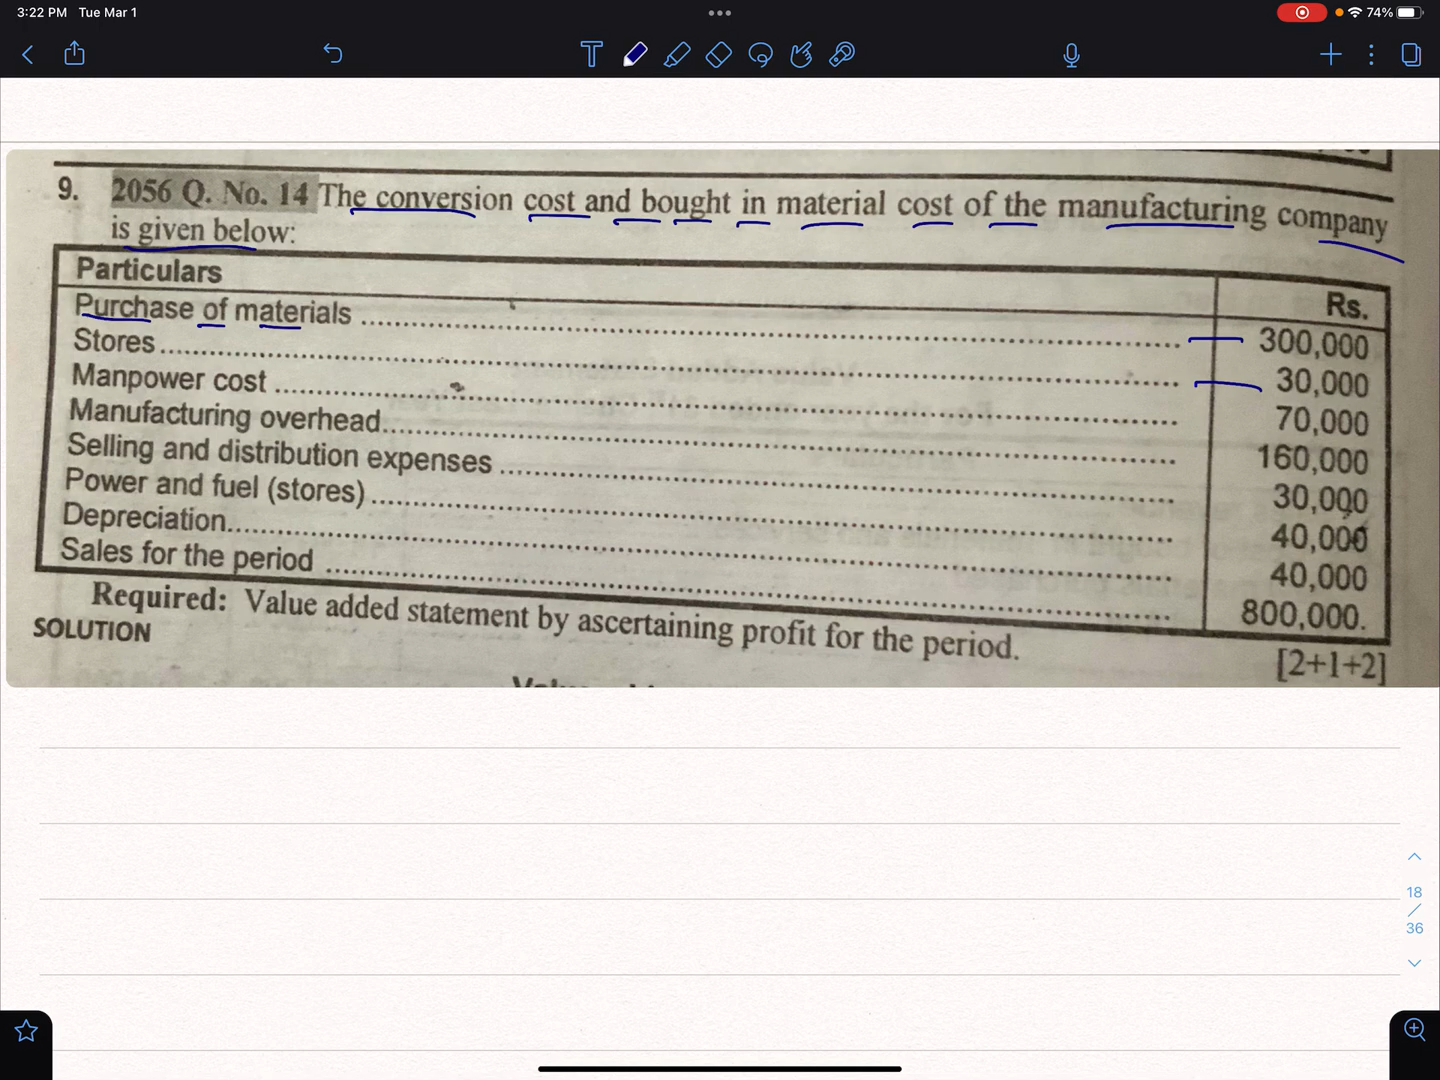 3:22 PM Tue Mar 1
74%
T
9. 2056 Q. No. 14 The conversion cost and bought in material cost of the manufacturing company
is given below:
Particulars Rs.
Purchase of materials 300,000
Stores 30,000
Manpower cost 70,000
Manufacturing overhead 160,000
Selling and distribution expenses 30,000
Power and fuel (stores) 40,000
Depreciation 40,000
Sales for the period 800,000.
Required: Value added statement by ascertaining profit for the period.
[2+1+2]
SOLUTION
18
/
36